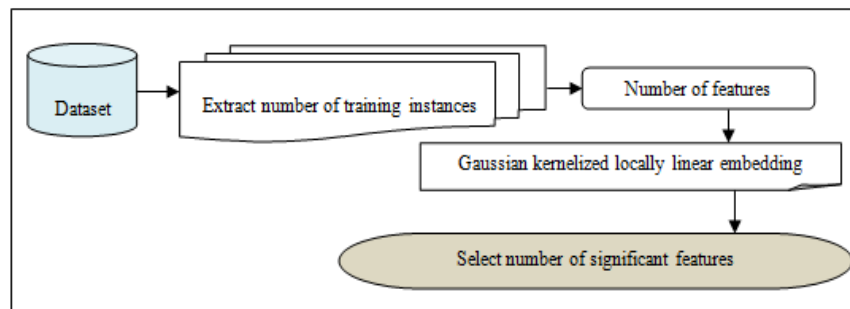 Dataset
Extract number of training instances
Number of features
Gaussian kernelized locally linear embedding
Select number of significant features